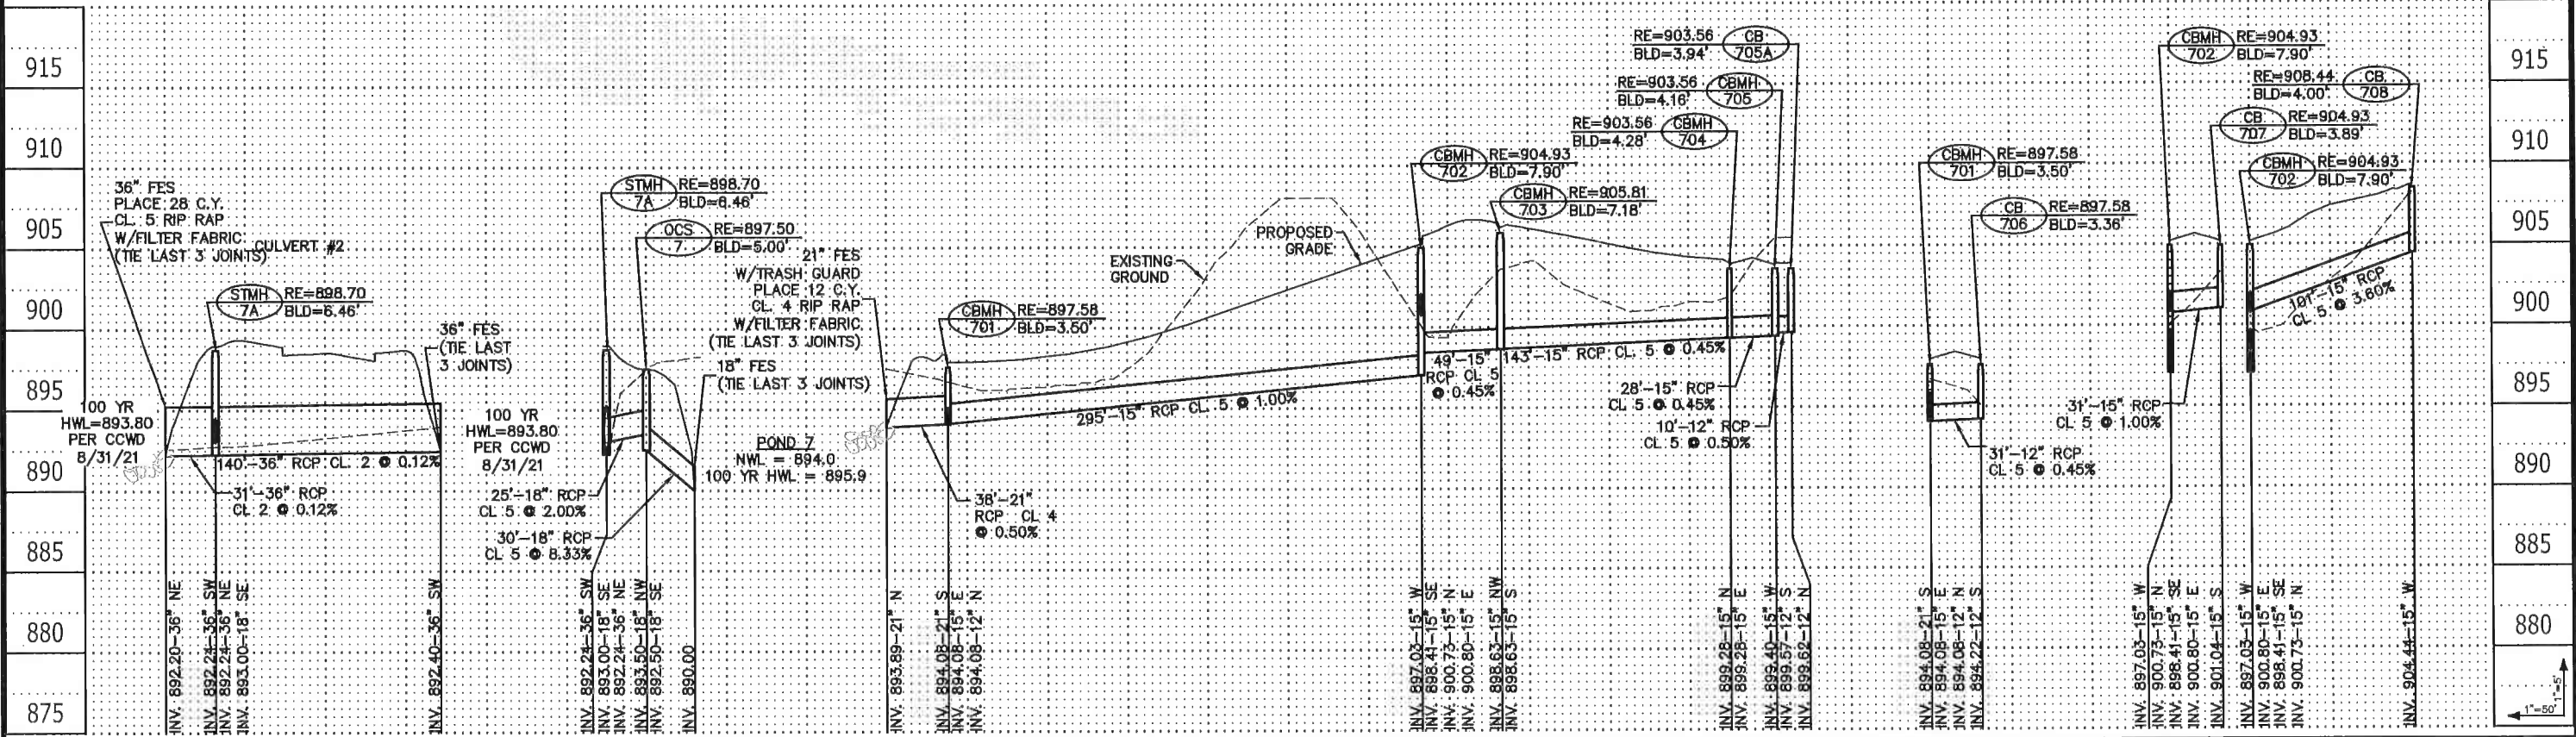 915
910
905
900
895
890
885
880
875
36" FES
PLACE 28 C.Y.
CL. 5 RIP RAP
W/FILTER FABRIC
(TIE LAST 3 JOINTS)
CULVERT #2
STMH
7A
RE=898.70
BLD=6.46'
36" FES
(TIE LAST
3 JOINTS)
100 YR
HWL=893.80
PER CCWD
8/31/21
140'-36" RCP CL. 2 @ 0.12%
31'-36" RCP
CL 2 @ 0.12%
INV. 892.20-36" NE
INV. 892.24-36" SW
INV. 892.24-36" NE
INV. 893.00-18" SE
INV. 892.40-36" SW
STMH
7A
RE=898.70
BLD=6.46'
OCS
7
RE=897.50
BLD=5.00'
100 YR
HWL=893.80
PER CCWD
8/31/21
25'-18" RCP
CL 5 @ 2.00%
30'-18" RCP
CL 5 @ 8.33%
18" FES
(TIE LAST 3 JOINTS)
INV. 892.24-36" SW
INV. 893.00-18" SE
INV. 892.24-36" NE
INV. 893.50-18" NW
INV. 892.50-18" SE
INV. 890.00
21" FES
W/TRASH GUARD
PLACE 12 C.Y.
CL. 4 RIP RAP
W/FILTER FABRIC
(TIE LAST 3 JOINTS)
POND 7
NWL = 894.0
100 YR HWL = 895.9
CBMH
701
RE=897.58
BLD=3.50'
38'-21"
RCP CL 4
@ 0.50%
295'-15" RCP CL. 5 @ 1.00%
EXISTING
GROUND
PROPOSED
GRADE
CBMH
702
RE=904.93
BLD=7.90'
CBMH
703
RE=905.81
BLD=7.18'
49'-15"
RCP CL 5
@ 0.45%
143'-15" RCP CL. 5 @ 0.45%
RE=903.56
BLD=3.94'
CB
705A
RE=903.56
BLD=4.16'
CBMH
705
RE=903.56
BLD=4.28'
CBMH
704
28'-15" RCP
CL 5 @ 0.45%
10'-12" RCP
CL 5 @ 0.50%
INV. 893.89-21" N
INV. 894.08-21" S
INV. 894.08-15" E
INV. 894.08-12" N
INV. 897.03-15" W
INV. 898.41-15" SE
INV. 900.73-15" N
INV. 900.80-15" E
INV. 898.63-15" NW
INV. 898.63-15" S
INV. 899.28-15" N
INV. 899.28-15" E
INV. 899.40-15" W
INV. 899.57-12" S
INV. 899.62-12" N
CBMH
701
RE=897.58
BLD=3.50'
CB
706
RE=897.58
BLD=3.36'
31'-12" RCP
CL 5 @ 0.45%
INV. 894.08-21" S
INV. 894.08-15" E
INV. 894.08-12" N
INV. 894.22-12" S
CBMH
702
RE=904.93
BLD=7.90'
RE=908.44
BLD=4.00'
CB
708
CB
707
RE=904.93
BLD=3.89'
CBMH
702
RE=904.93
BLD=7.90'
101'-15" RCP
CL 5 @ 3.60%
31'-15" RCP
CL 5 @ 1.00%
INV. 897.03-15" W
INV. 900.73-15" N
INV. 898.41-15" SE
INV. 900.80-15" E
INV. 901.04-15" S
INV. 897.03-15" W
INV. 900.80-15" E
INV. 898.41-15" SE
INV. 900.73-15" N
INV. 904.44-15" W
915
910
905
900
895
890
885
880
1"=5'
1"=50'